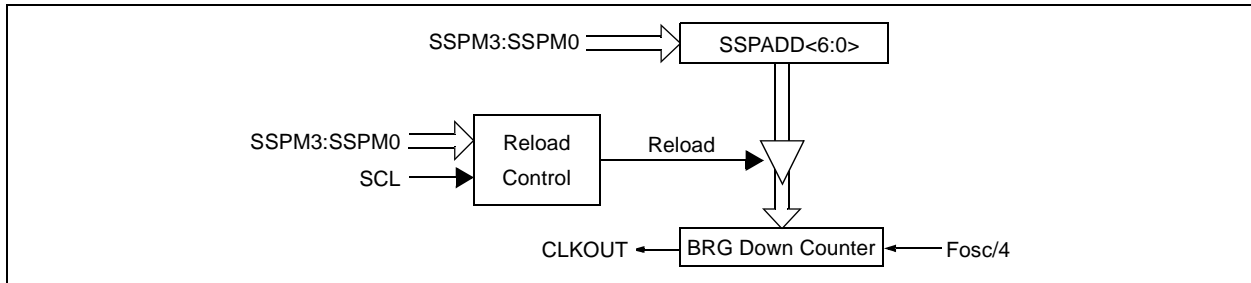 SSPM3:SSPM0
SSPADD<6:0>
SSPM3:SSPM0
SCL
Reload
Control
Reload
CLKOUT
BRG Down Counter
Fosc/4